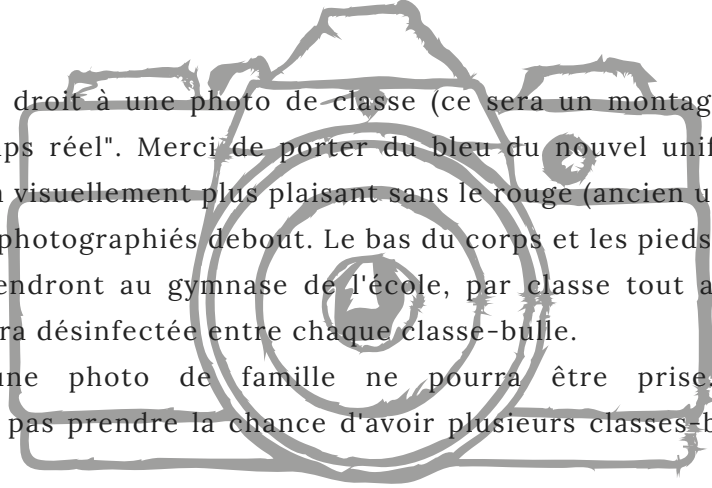 droit à une photo de classe (ce sera un montag
ps réel". Merci de porter du bleu du nouvel unif
visuellement plus plaisant sans le rouge (ancien u
photographiés debout. Le bas du corps et les pieds
endront au gymnase de l'école, par classe tout a
ra désinfectée entre chaque classe-bulle.
une photo de famille ne pourra être prise
pas prendre la chance d'avoir plusieurs classes-b